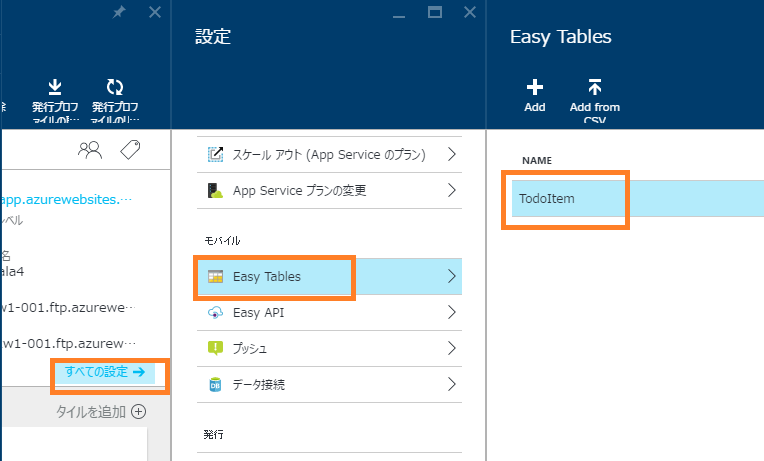 発行プロフ
ァイルの
発行プロフ
ァイルのリ...
app.azurewebsites....
レベル
名
ala4
w1-001.ftp.azurewe...
w1-001.ftp.azurewe...
すべての設定 →
タイルを追加
設定
スケール アウト (App Service のプラン)
App Service プランの変更
モバイル
Easy Tables
Easy API
プッシュ
データ接続
発行
Easy Tables
Add
Add from
CSV
NAME
TodoItem